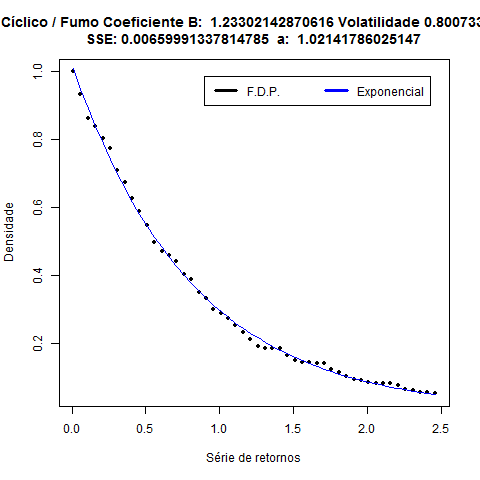 Cíclico / Fumo Coeficiente B: 1.23302142870616 Volatilidade 0.800733
SSE: 0.00659991337814785 a: 1.02141786025147
F.D.P. Exponencial
Densidade
1.0
0.8
0.6
0.4
0.2
0.0 0.5 1.0 1.5 2.0 2.5
Série de retornos